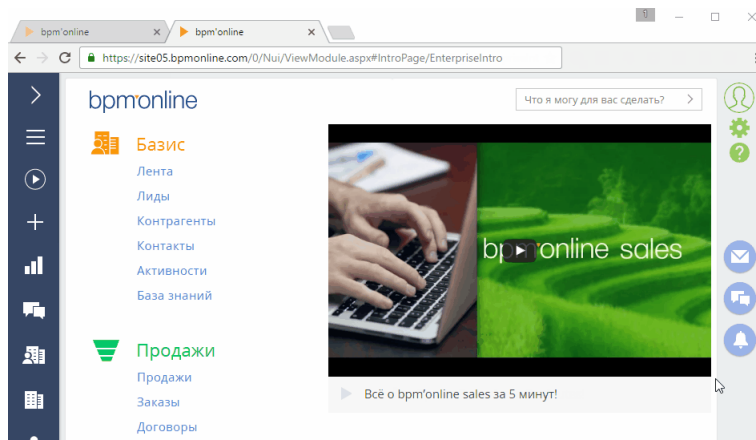 1
bpm'online
bpm'online
https://site05.bpmonline.com/0/Nui/ViewModule.aspx#IntroPage/EnterpriseIntro
bpm'online
Что я могу для вас сделать?
Базис
Лента
Лиды
Контрагенты
Контакты
Активности
База знаний
bpm'online sales
Продажи
Продажи
Всё о bpm'online sales за 5 минут!
Заказы
Договоры